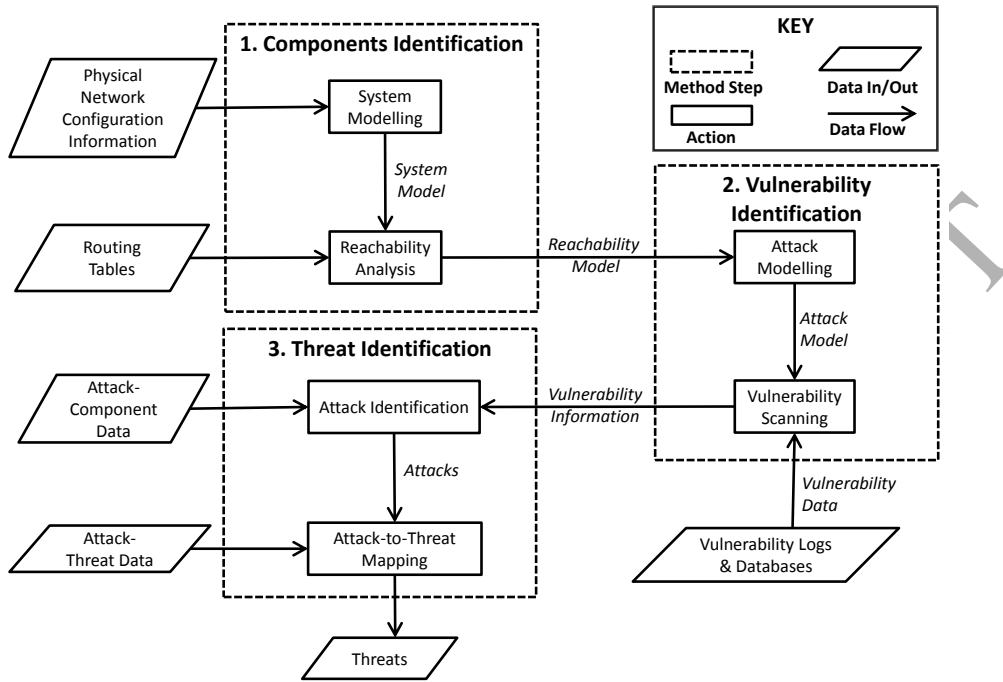 1. Components Identification
Physical
Network
Configuration
Information
System
Modelling
System
Model
Routing
Tables
Reachability
Analysis
Reachability
Model
KEY
Method Step
Data In/Out
Action
Data Flow
2. Vulnerability
Identification
Attack
Modelling
Attack
Model
Vulnerability
Scanning
Vulnerability
Data
Vulnerability Logs
& Databases
Vulnerability
Information
3. Threat Identification
Attack-
Component
Data
Attack Identification
Attacks
Attack-
Threat Data
Attack-to-Threat
Mapping
Threats
T